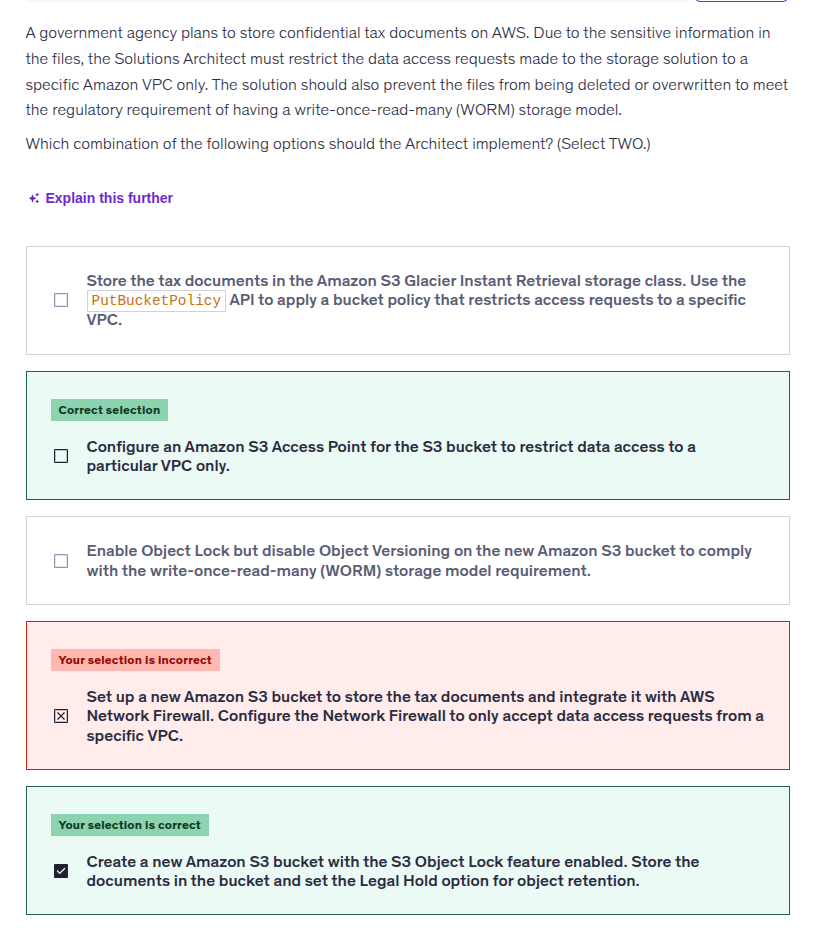 A government agency plans to store confidential tax documents on AWS. Due to the sensitive information in
the files, the Solutions Architect must restrict the data access requests made to the storage solution to a
specific Amazon VPC only. The solution should also prevent the files from being deleted or overwritten to meet
the regulatory requirement of having a write-once-read-many (WORM) storage model.
Which combination of the following options should the Architect implement? (Select TWO.)
Explain this further
Store the tax documents in the Amazon S3 Glacier Instant Retrieval storage class. Use the
PutBucketPolicy API to apply a bucket policy that restricts access requests to a specific
VPC.
Correct selection
Configure an Amazon S3 Access Point for the S3 bucket to restrict data access to a
particular VPC only.
Enable Object Lock but disable Object Versioning on the new Amazon S3 bucket to comply
with the write-once-read-many (WORM) storage model requirement.
Your selection is incorrect
Set up a new Amazon S3 bucket to store the tax documents and integrate it with AWS
Network Firewall. Configure the Network Firewall to only accept data access requests from a
specific VPC.
Your selection is correct
Create a new Amazon S3 bucket with the S3 Object Lock feature enabled. Store the
documents in the bucket and set the Legal Hold option for object retention.